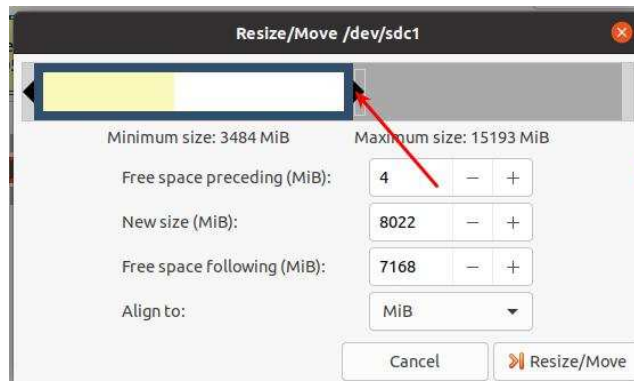 Resize/Move /dev/sdc1
Minimum size: 3484 MiB Maximum size: 15193 MiB
Free space preceding (MiB): 4 − +
New size (MiB): 8022 − +
Free space following (MiB): 7168 − +
Align to: MiB
Cancel Resize/Move